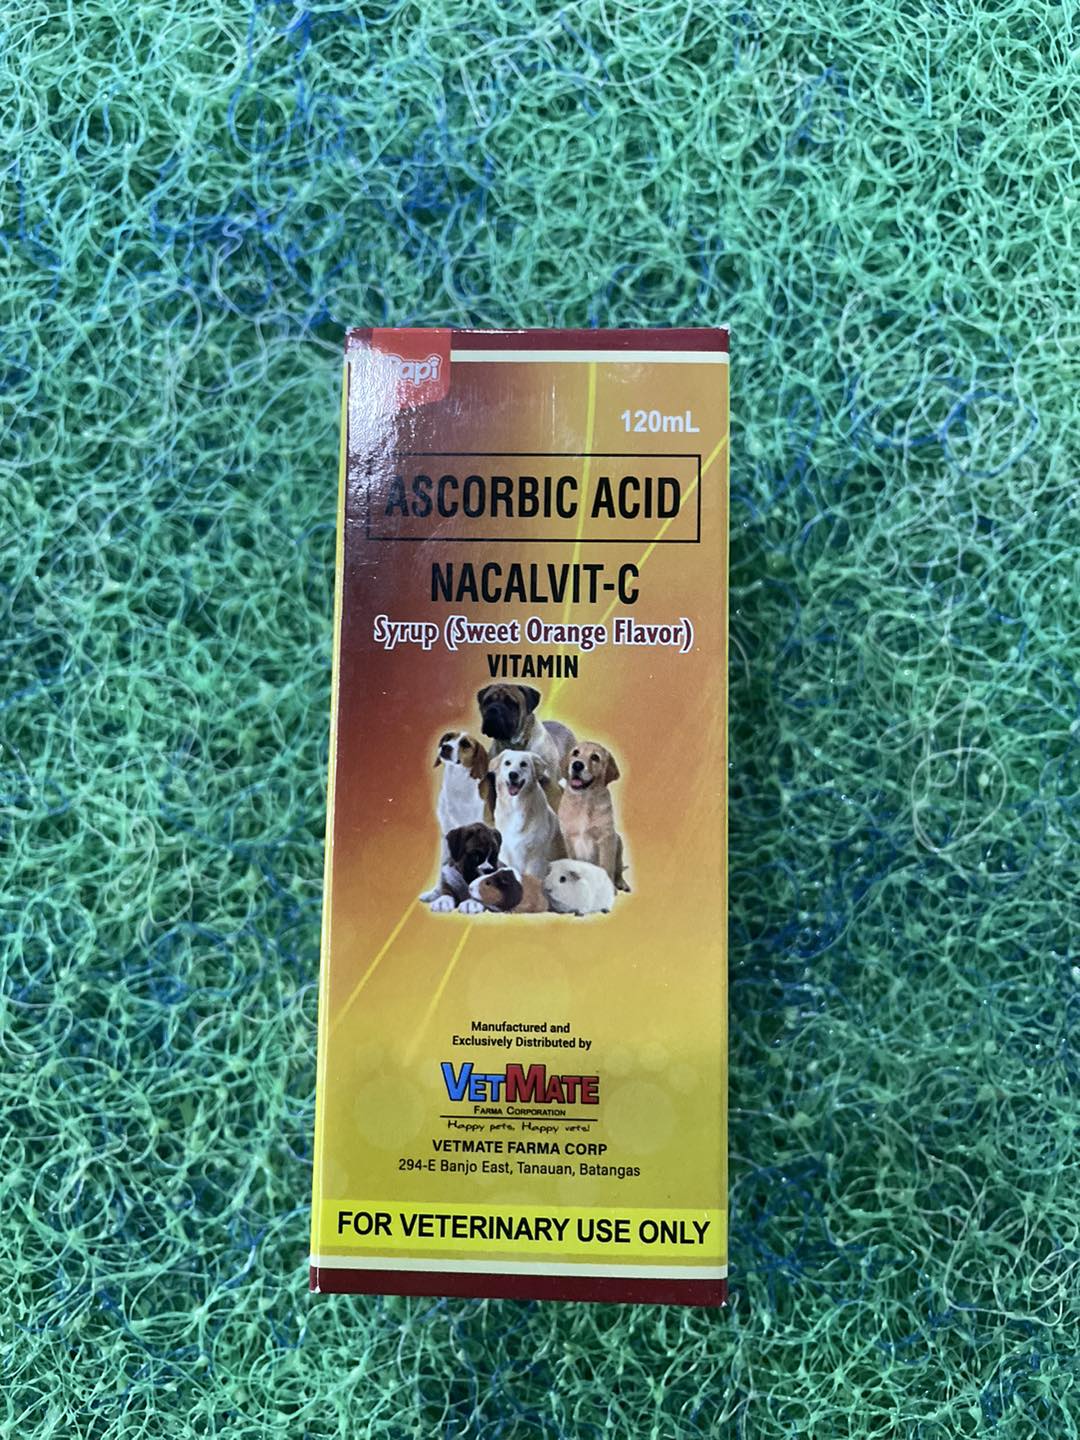 Papi
120mL
ASCORBIC ACID
NACALVIT-C
Syrup (Sweet Orange Flavor)
VITAMIN
Manufactured and
Exclusively Distributed by
VETMATE
FARMA CORPORATION
Happy pets, Happy vets!
VETMATE FARMA CORP
294-E Banjo East, Tanauan, Batangas
FOR VETERINARY USE ONLY